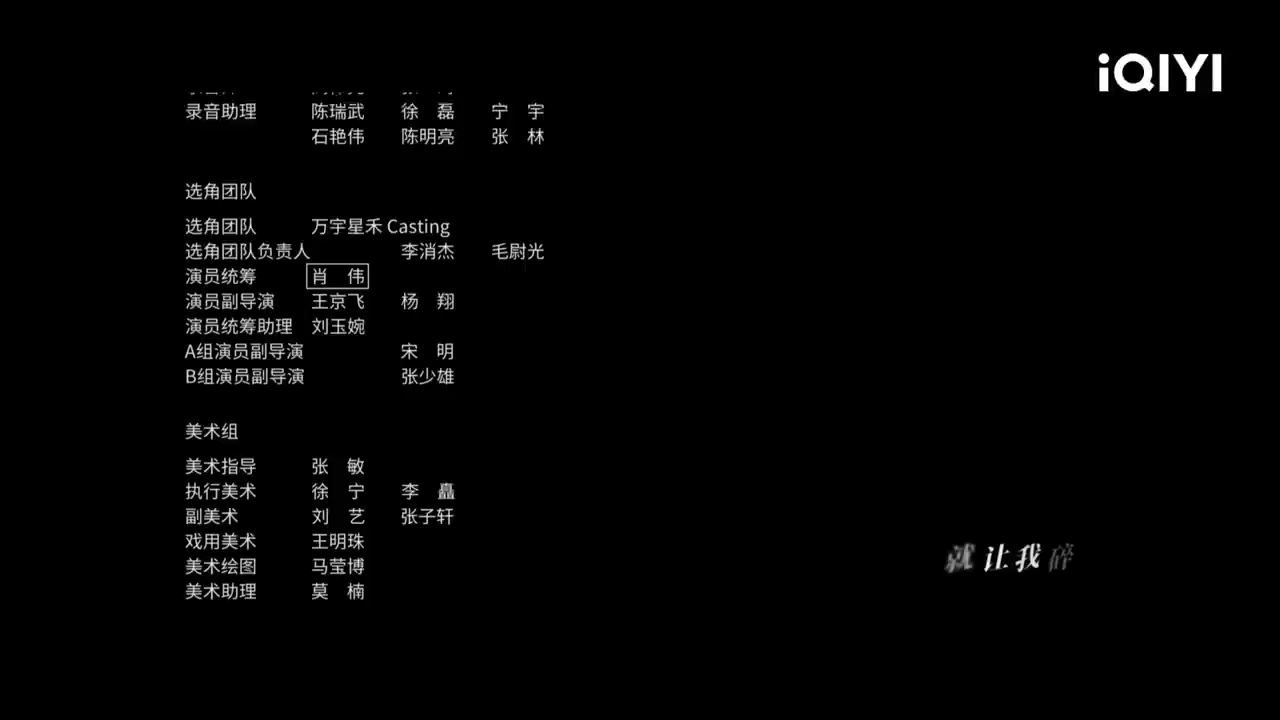 iQIYI
录音助理 陈瑞武 徐 磊 宁 宇
石艳伟 陈明亮 张 林
选角团队
选角团队 万宇星禾 Casting
选角团队负责人 李消杰 毛尉光
演员统筹 肖 伟
演员副导演 王京飞 杨 翔
演员统筹助理 刘玉婉
A组演员副导演 宋 明
B组演员副导演 张少雄
美术组
美术指导 张 敏
执行美术 徐 宁 李 矗
副美术 刘 艺 张子轩
戏用美术 王明珠
美术绘图 马莹博
美术助理 莫 楠
就让我碎